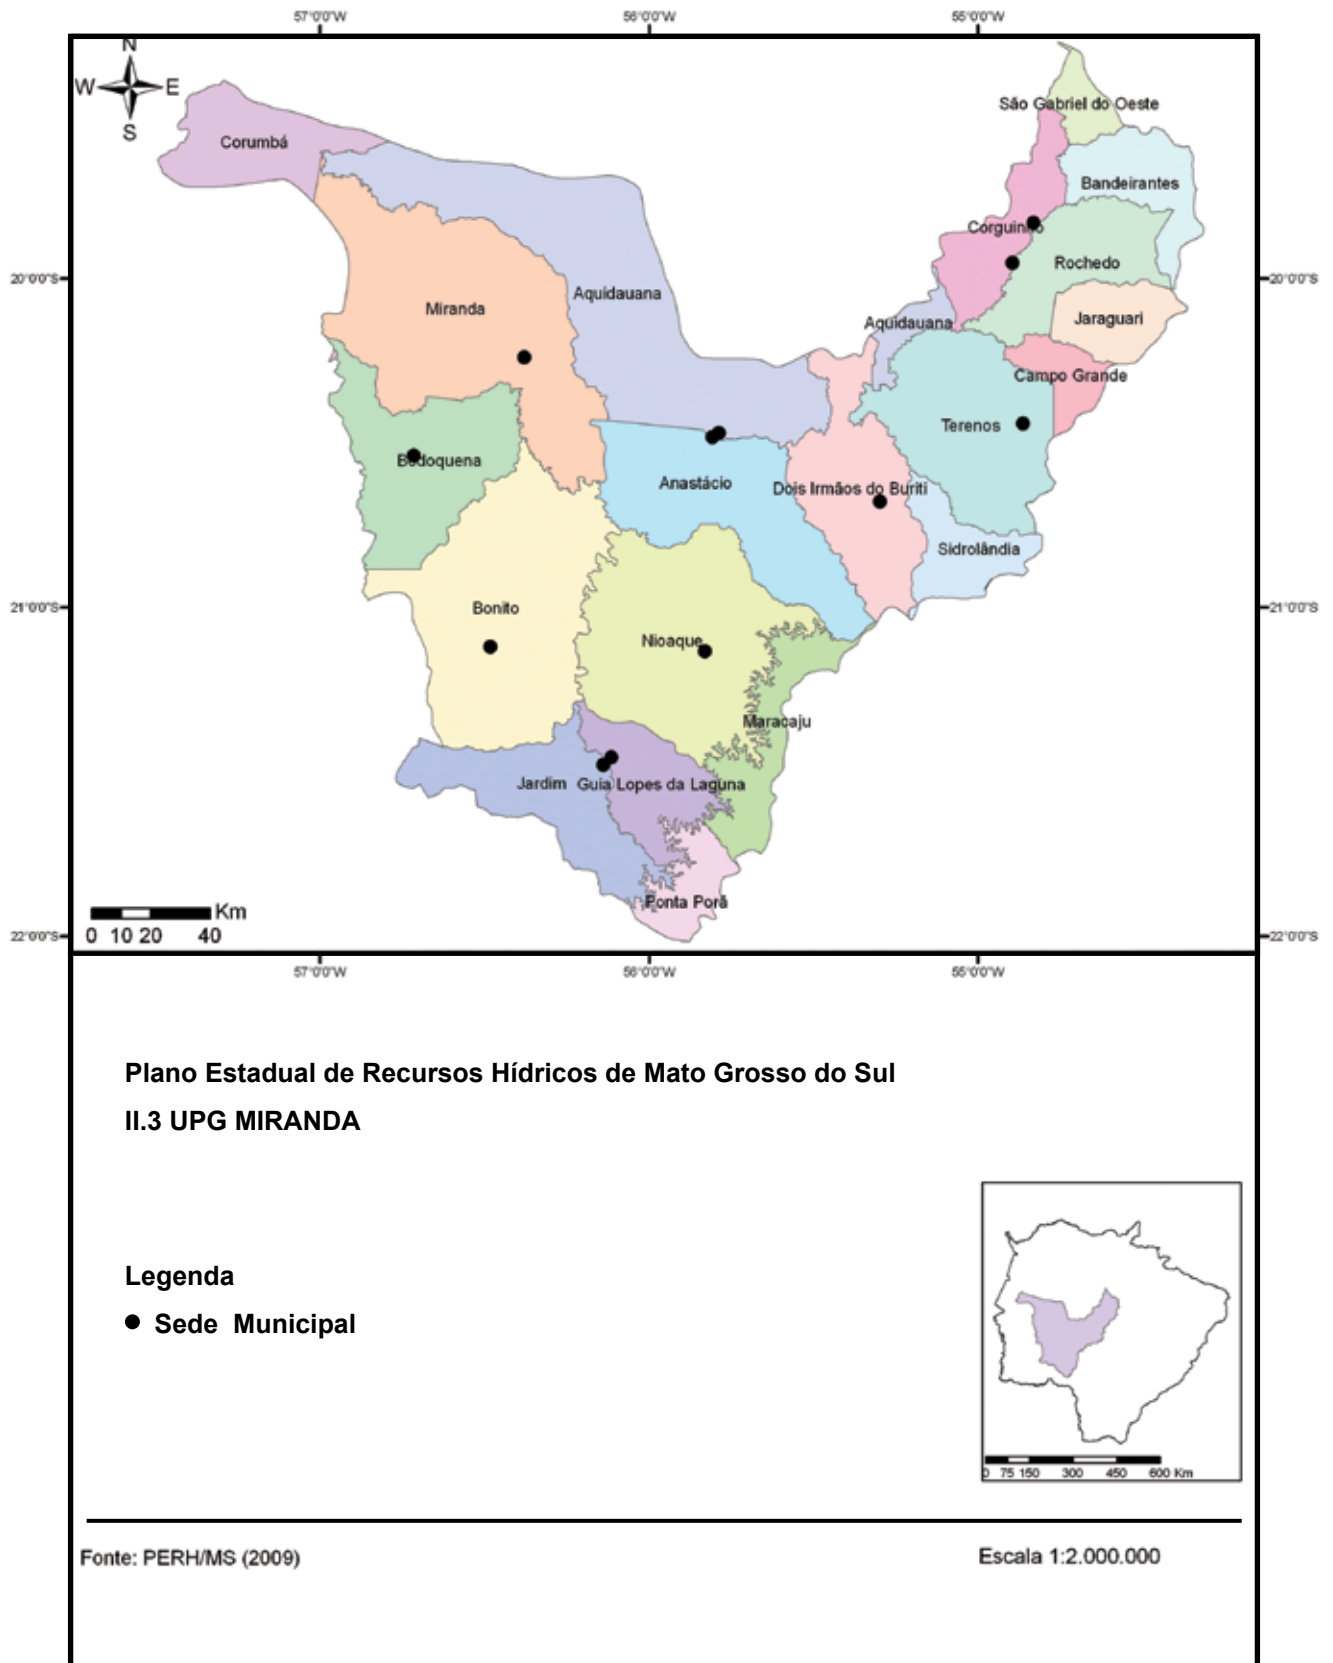 57°0'0"W 56°0'0"W 55°0'0"W
N
W E
S
São Gabriel do Oeste
Corumbá
Bandeirantes
Corguinho
Rochedo
20°0'0"S 20°0'0"S
Aquidauana
Miranda
Jaraguari
Aquidauana
Campo Grande
Terenos
Bodoquena
Anastácio
Dois Irmãos do Buriti
Sidrolândia
21°0'0"S 21°0'0"S
Bonito
Nioaque
Maracaju
Jardim Guia Lopes da Laguna
Ponta Porã
Km
0 10 20 40
22°0'0"S 22°0'0"S
57°0'0"W 56°0'0"W 55°0'0"W
Plano Estadual de Recursos Hídricos de Mato Grosso do Sul
II.3 UPG MIRANDA
Legenda
Sede Municipal
0 75 150 300 450 600 Km
Fonte: PERH/MS (2009)
Escala 1:2.000.000